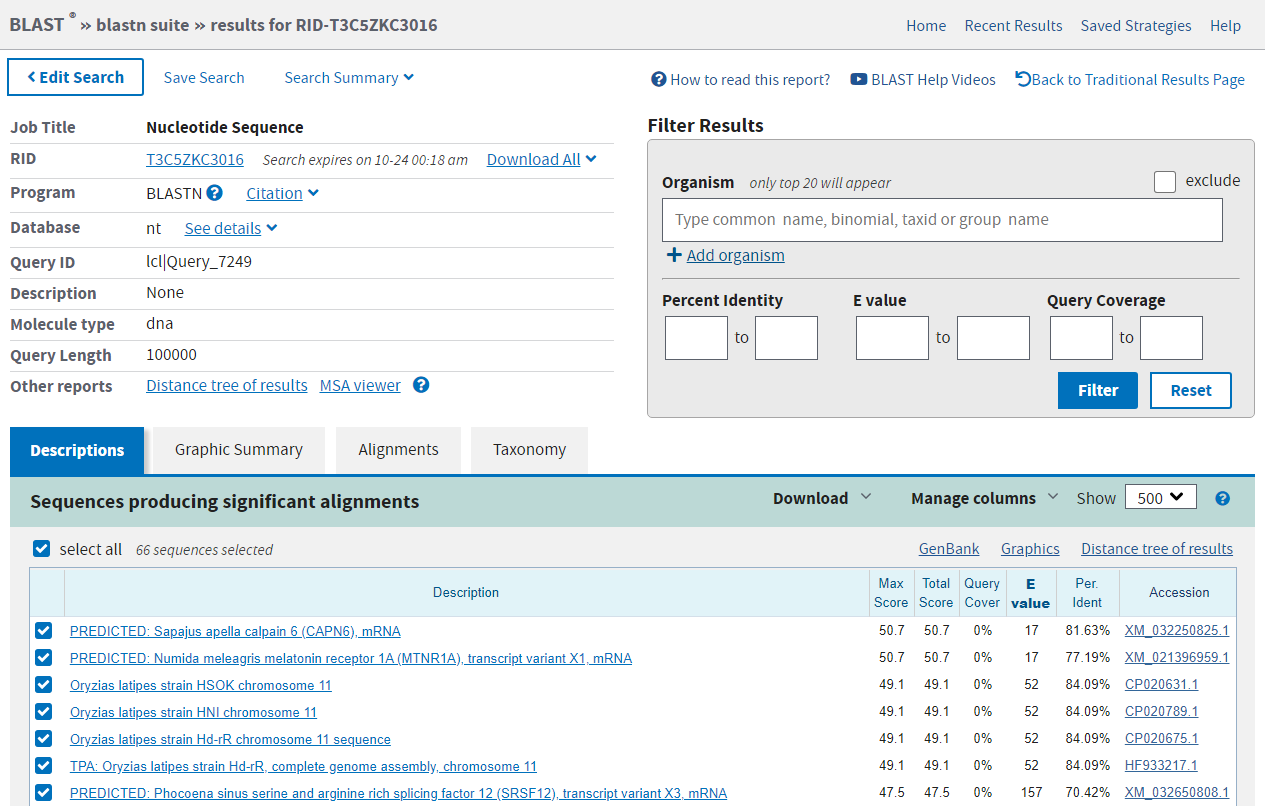 BLAST ® » blastn suite » results for RID-T3C5ZKC3016
Home Recent Results Saved Strategies Help
Edit Search Save Search Search Summary
How to read this report? BLAST Help Videos Back to Traditional Results Page
Job Title Nucleotide Sequence
RID T3C5ZKC3016 Search expires on 10-24 00:18 am Download All
Program BLASTN Citation
Database nt See details
Query ID lcl|Query_7249
Description None
Molecule type dna
Query Length 100000
Other reports Distance tree of results MSA viewer
Filter Results
Organism only top 20 will appear exclude
Type common name, binomial, taxid or group name
Add organism
Percent Identity E value Query Coverage
to to to
Filter Reset
Descriptions Graphic Summary Alignments Taxonomy
Sequences producing significant alignments Download Manage columns Show 500
select all 66 sequences selected GenBank Graphics Distance tree of results
Description Max Score Total Score Query Cover E value Per. Ident Accession
PREDICTED: Sapajus apella calpain 6 (CAPN6), mRNA 50.7 50.7 0% 17 81.63% XM_032250825.1
PREDICTED: Numida meleagris melatonin receptor 1A (MTNR1A), transcript variant X1, mRNA 50.7 50.7 0% 17 77.19% XM_021396959.1
Oryzias latipes strain HSOK chromosome 11 49.1 49.1 0% 52 84.09% CP020631.1
Oryzias latipes strain HNI chromosome 11 49.1 49.1 0% 52 84.09% CP020789.1
Oryzias latipes strain Hd-rR chromosome 11 sequence 49.1 49.1 0% 52 84.09% CP020675.1
TPA: Oryzias latipes strain Hd-rR, complete genome assembly, chromosome 11 49.1 49.1 0% 52 84.09% HF933217.1
PREDICTED: Phocoena sinus serine and arginine rich splicing factor 12 (SRSF12), transcript variant X3, mRNA 47.5 47.5 0% 157 70.42% XM_032650808.1